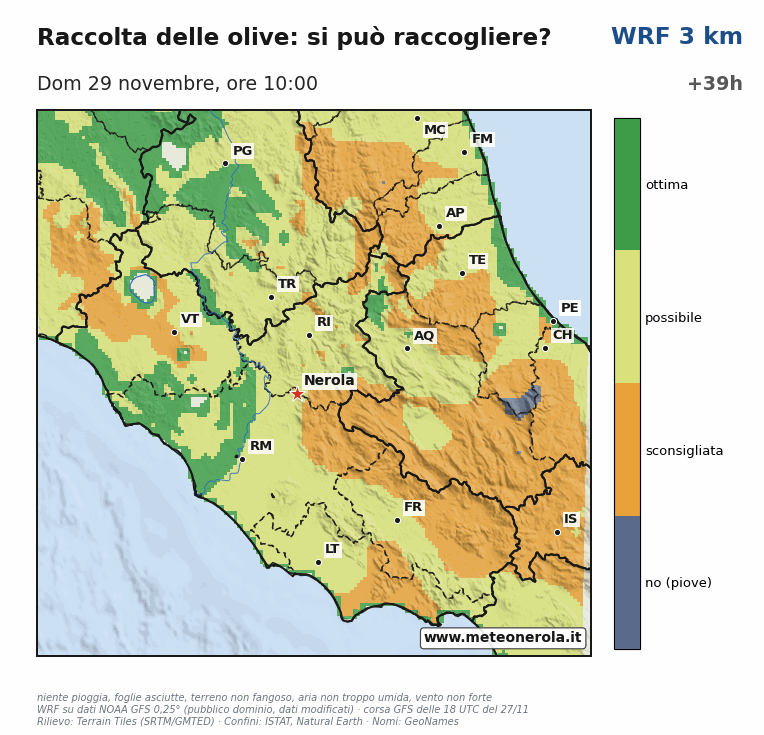 Raccolta delle olive: si può raccogliere?
WRF 3 km
Dom 29 novembre, ore 10:00
+39h
MC
FM
PG
AP
TE
TR
PE
VT
RI
AQ
CH
Nerola
RM
FR
IS
LT
www.meteonerola.it
ottima
possibile
sconsigliata
no (piove)
niente pioggia, foglie asciutte, terreno non fangoso, aria non troppo umida, vento non forte
WRF su dati NOAA GFS 0,25° (pubblico dominio, dati modificati) · corsa GFS delle 18 UTC del 27/11
Rilievo: Terrain Tiles (SRTM/GMTED) · Confini: ISTAT, Natural Earth · Nomi: GeoNames